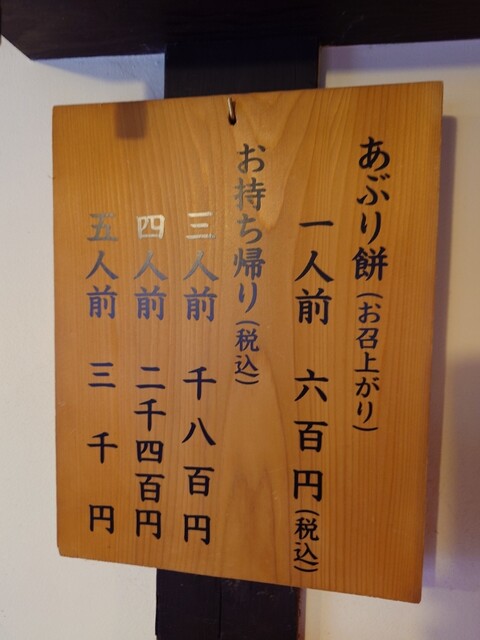 あぶり餅(お召上がり)
一人前 六百円(税込)
お持ち帰り(税込)
三人前 千八百円
四人前 二千四百円
五人前 三千円